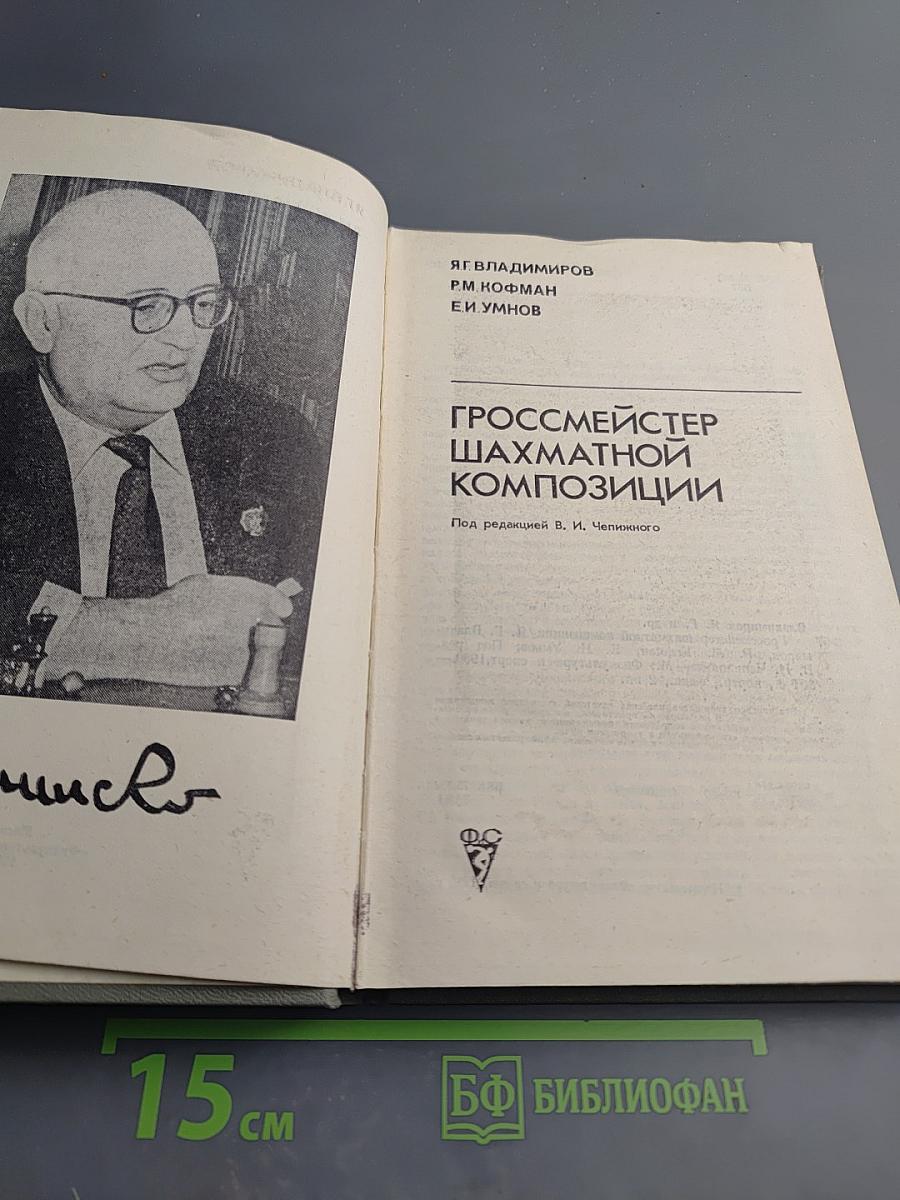 Я.Г. ВЛАДИМИРОВ
Р.М. КОФМАН
Е.И. УМНОВ
ГРОССМЕЙСТЕР
ШАХМАТНОЙ
КОМПОЗИЦИИ
Под редакцией В. И. Чепижного
ФиС
15 см
БФ БИБЛИОФАН